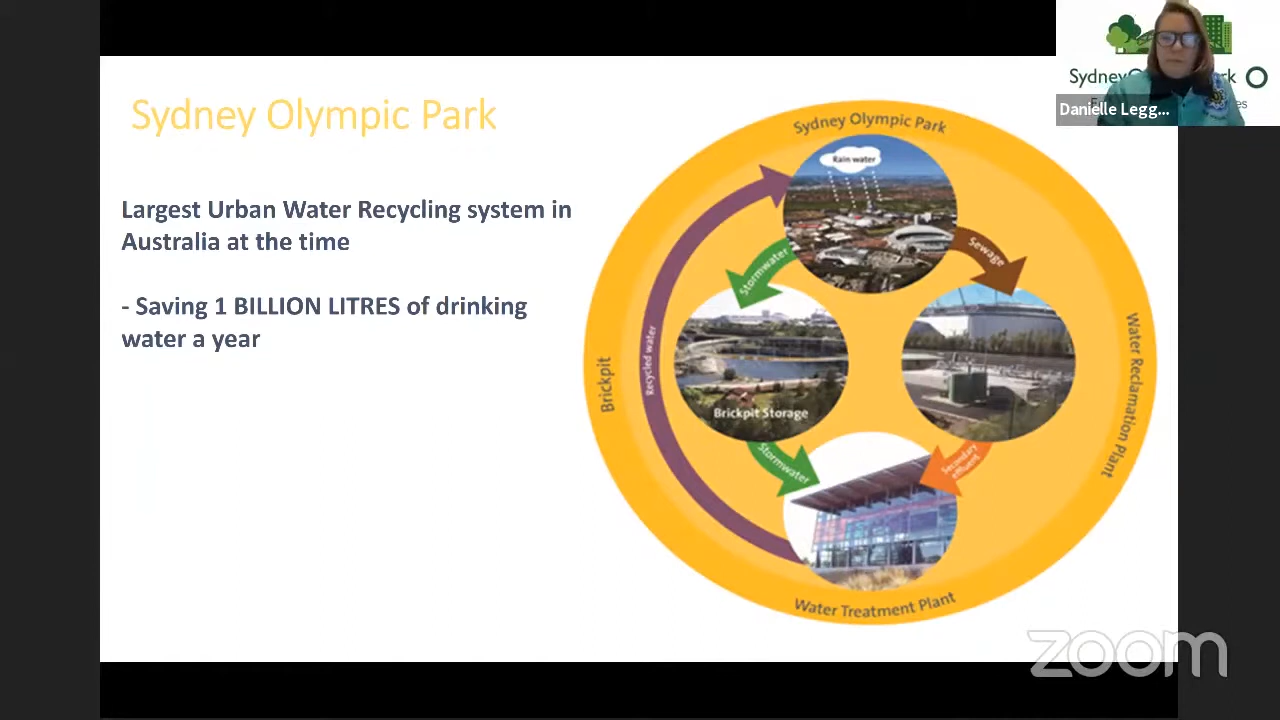 Sydney Olympic Park
Largest Urban Water Recycling system in
Australia at the time
- Saving 1 BILLION LITRES of drinking
water a year
Sydney Olympic Park
Rain water
Stormwater
Sewage
Recycled water
Brickpit
Brickpit Storage
Water Reclamation Plant
Stormwater
Secondary
effluent
Water Treatment Plant
Danielle Legg...
zoom